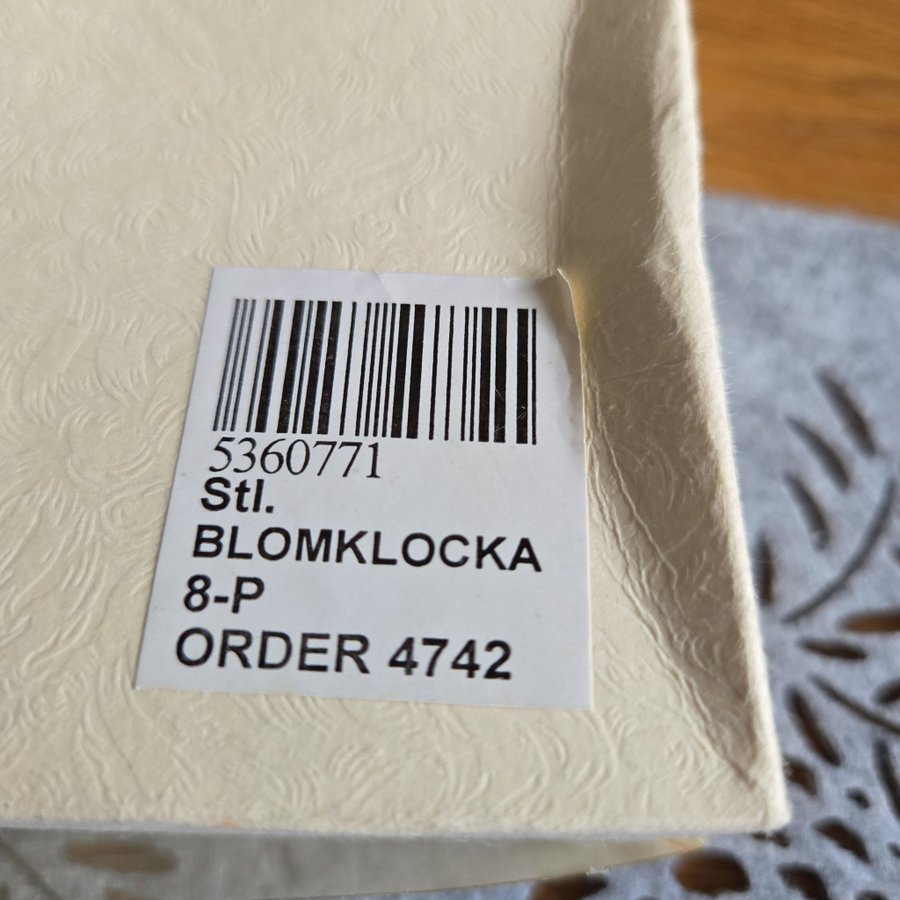 5360771
Stl.
BLOMKLOCKA
8-P
ORDER 4742